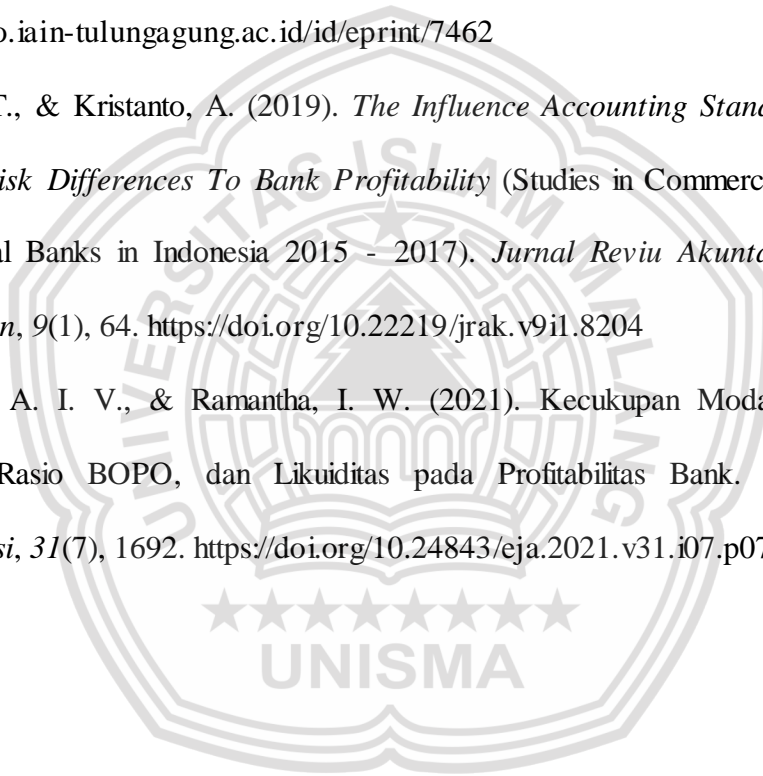 o.iain-tulungagung.ac.id/id/eprint/7462
T., & Kristanto, A. (2019). The Influence Accounting Stand
isk Differences To Bank Profitability (Studies in Commerc
al Banks in Indonesia 2015 - 2017). Jurnal Reviu Akunta
n, 9(1), 64. https://doi.org/10.22219/jrak.v9i1.8204
A. I. V., & Ramantha, I. W. (2021). Kecukupan Moda
Rasio BOPO, dan Likuiditas pada Profitabilitas Bank.
si, 31(7), 1692. https://doi.org/10.24843/eja.2021.v31.i07.p07
UNIVERSITAS ISLAM MALANG
UNISMA